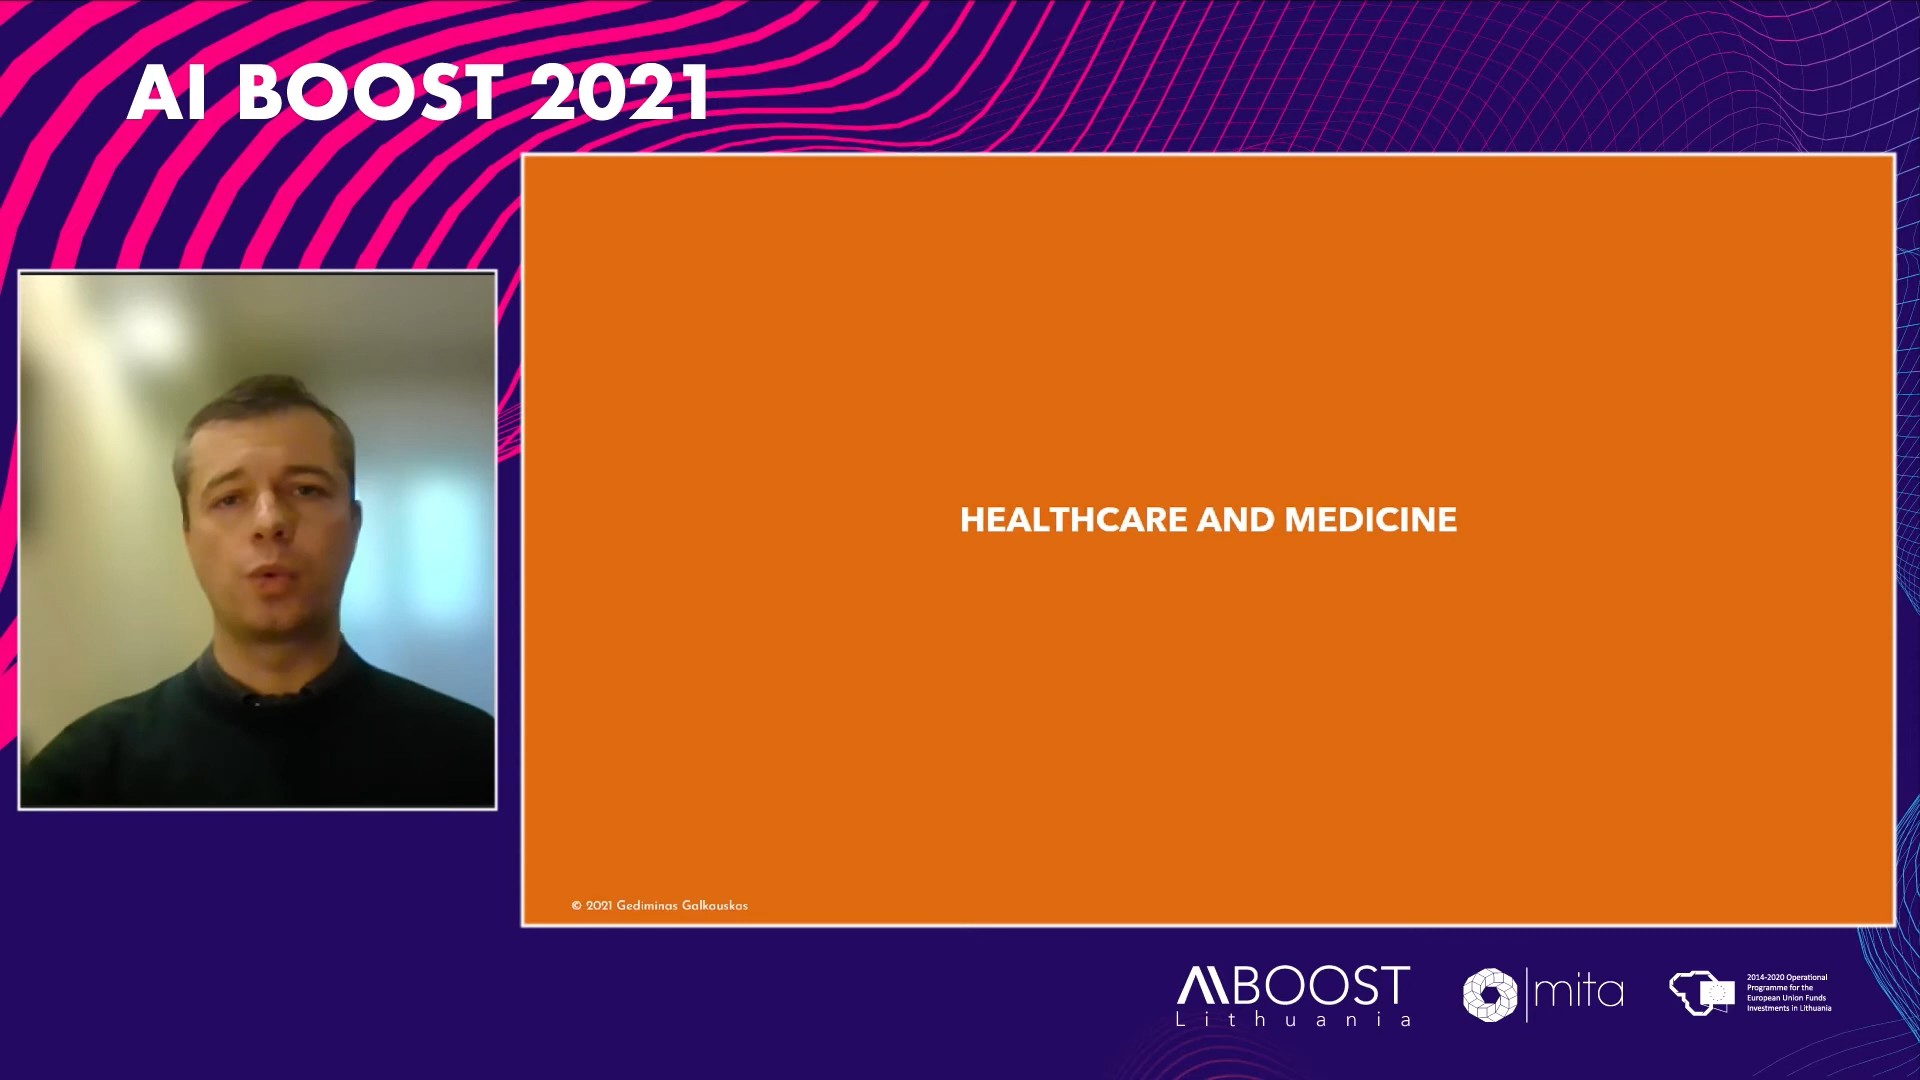 AI BOOST 2021
HEALTHCARE AND MEDICINE
© 2021 Gediminas Galkauskas
AIBOOST
Lithuania
mita
2014-2020 Operational
Programme for the
European Union Funds
Investments in Lithuania